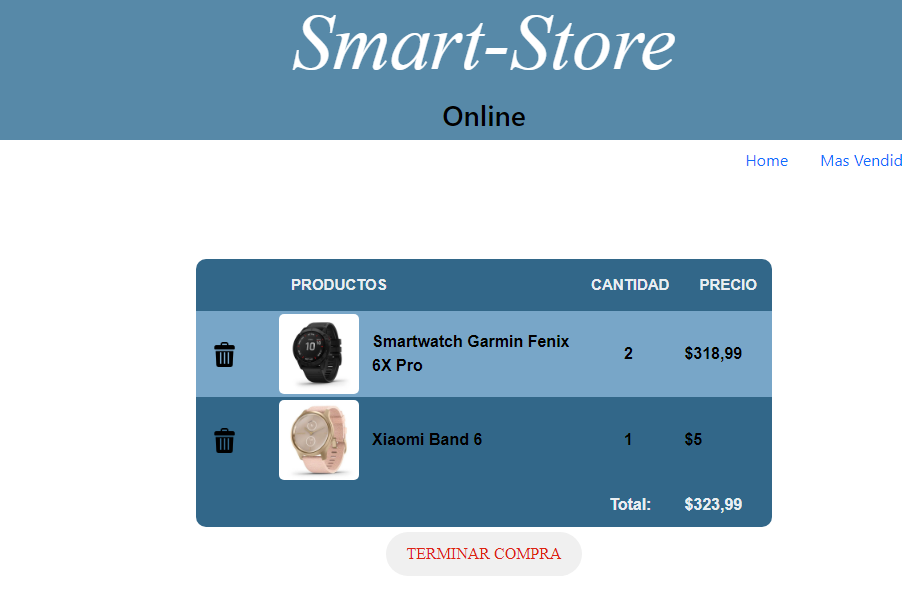 Smart-Store
Online
Home Mas Vendid
PRODUCTOS CANTIDAD PRECIO
Smartwatch Garmin Fenix
6X Pro
2 $318,99
10
Xiaomi Band 6 1 $5
Total: $323,99
TERMINAR COMPRA